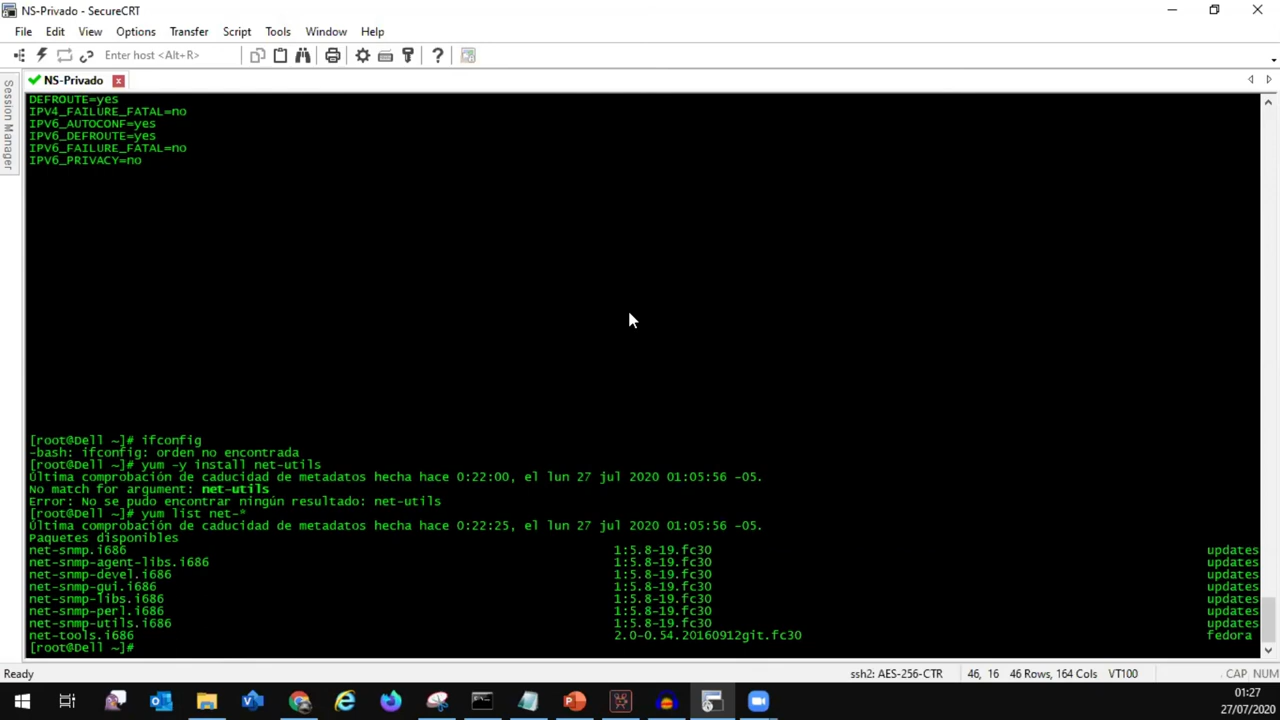 NS-Privado - SecureCRT
File Edit View Options Transfer Script Tools Window Help
Enter host <Alt+R>
NS-Privado
Session Manager
DEFROUTE=yes
IPV4_FAILURE_FATAL=no
IPV6_AUTOCONF=yes
IPV6_DEFROUTE=yes
IPV6_FAILURE_FATAL=no
IPV6_PRIVACY=no
[root@Dell ~]# ifconfig
-bash: ifconfig: orden no encontrada
[root@Dell ~]# yum -y install net-utils
Última comprobación de caducidad de metadatos hecha hace 0:22:00, el lun 27 jul 2020 01:05:56 -05.
No match for argument: net-utils
Error: No se pudo encontrar ningún resultado: net-utils
[root@Dell ~]# yum list net-*
Última comprobación de caducidad de metadatos hecha hace 0:22:25, el lun 27 jul 2020 01:05:56 -05.
Paquetes disponibles
net-snmp.i686 1:5.8-19.fc30 updates
net-snmp-agent-libs.i686 1:5.8-19.fc30 updates
net-snmp-devel.i686 1:5.8-19.fc30 updates
net-snmp-gui.i686 1:5.8-19.fc30 updates
net-snmp-libs.i686 1:5.8-19.fc30 updates
net-snmp-perl.i686 1:5.8-19.fc30 updates
net-snmp-utils.i686 1:5.8-19.fc30 updates
net-tools.i686 2.0-0.54.20160912git.fc30 fedora
[root@Dell ~]#
Ready ssh2: AES-256-CTR 46, 16 46 Rows, 164 Cols VT100 CAP NUM
01:27
27/07/2020